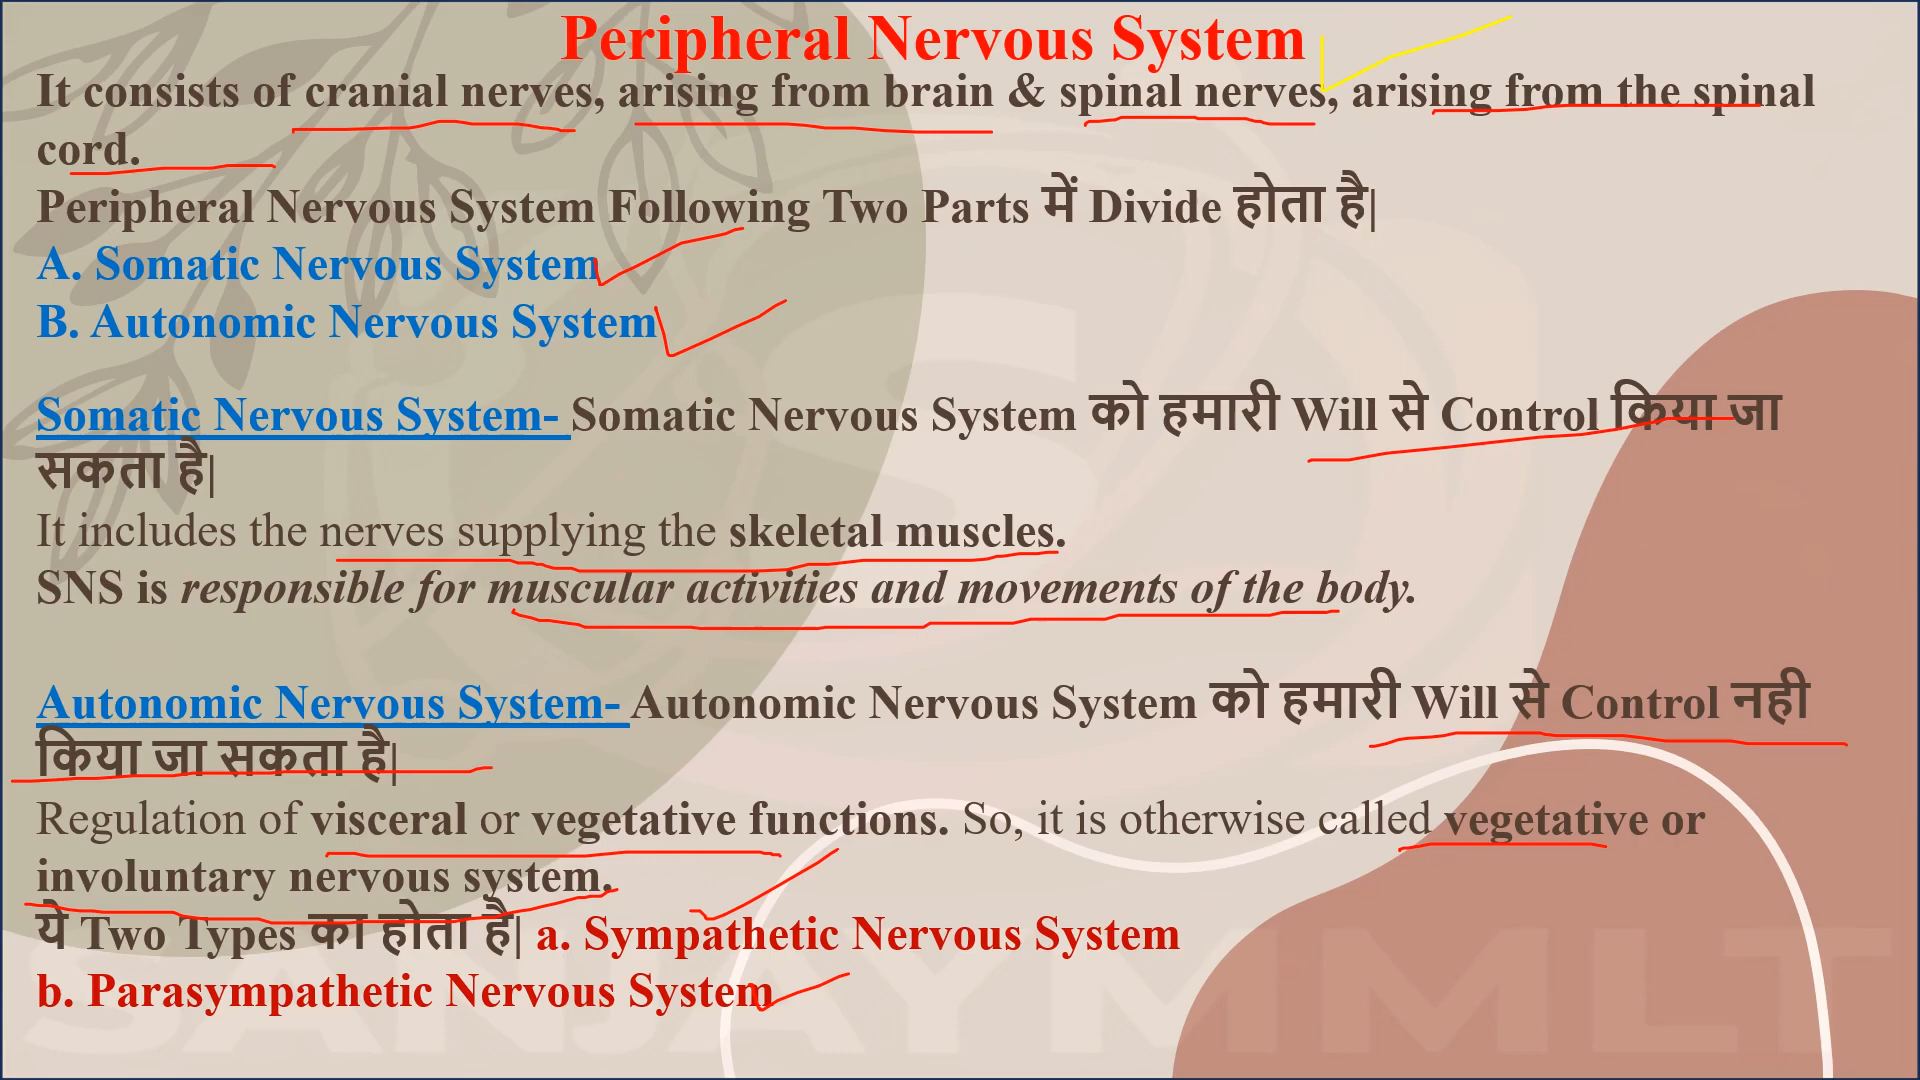 Peripheral Nervous System
It consists of cranial nerves, arising from brain & spinal nerves, arising from the spinal
cord.
Peripheral Nervous System Following Two Parts में Divide होता है|
A. Somatic Nervous System
B. Autonomic Nervous System
Somatic Nervous System- Somatic Nervous System को हमारी Will से Control किया जा
सकता है|
It includes the nerves supplying the skeletal muscles.
SNS is responsible for muscular activities and movements of the body.
Autonomic Nervous System- Autonomic Nervous System को हमारी Will से Control नही
किया जा सकता है|
Regulation of visceral or vegetative functions. So, it is otherwise called vegetative or
involuntary nervous system.
ये Two Types का होता है| a. Sympathetic Nervous System
b. Parasympathetic Nervous System
SANJAYMMLT